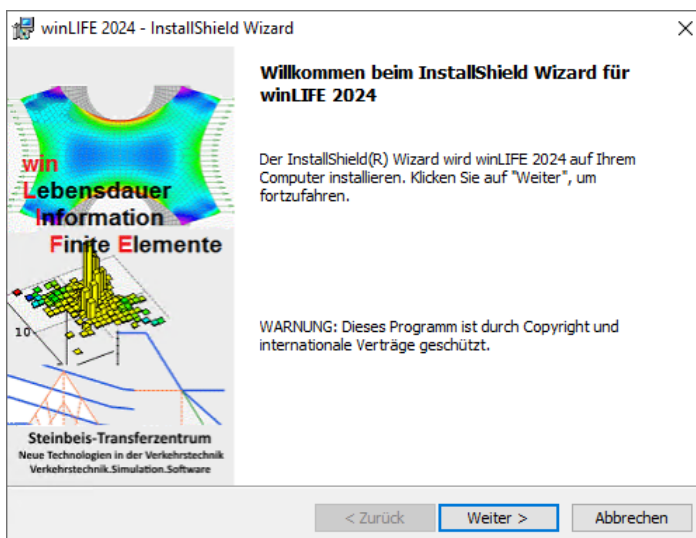 winLIFE 2024 - InstallShield Wizard
Willkommen beim InstallShield Wizard für
winLIFE 2024
Der InstallShield(R) Wizard wird winLIFE 2024 auf Ihrem
Computer installieren. Klicken Sie auf "Weiter", um
fortzufahren.
WARNUNG: Dieses Programm ist durch Copyright und
internationale Verträge geschützt.
win
Lebensdauer
Information
Finite Elemente
10
Steinbeis-Transferzentrum
Neue Technologien in der Verkehrstechnik
Verkehrstechnik.Simulation.Software
< Zurück
Weiter >
Abbrechen